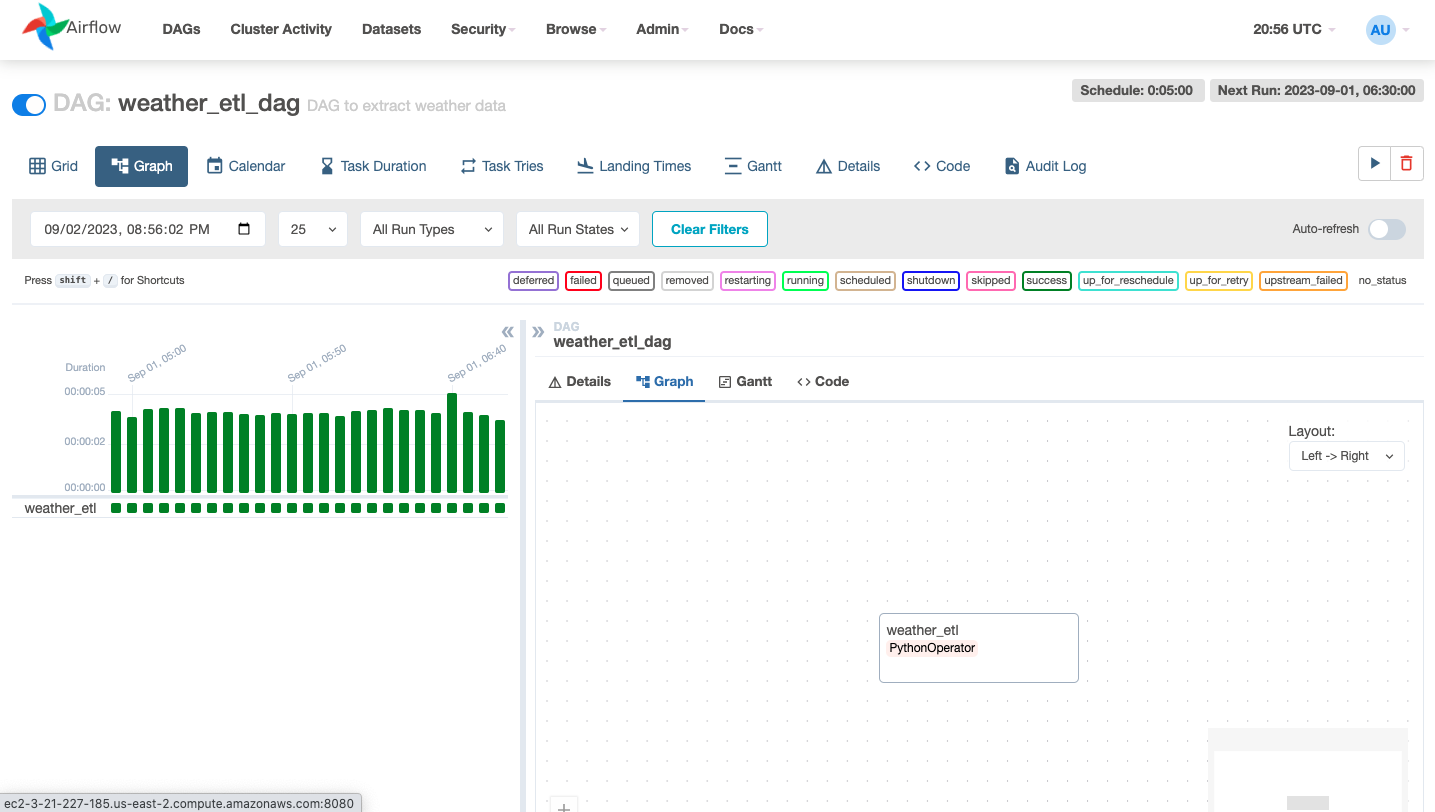 Airflow DAGs Cluster Activity Datasets Security Browse Admin Docs 20:56 UTC AU
DAG: weather_etl_dag DAG to extract weather data
Schedule: 0:05:00 Next Run: 2023-09-01, 06:30:00
Grid Graph Calendar Task Duration Task Tries Landing Times Gantt Details Code Audit Log
09/02/2023, 08:56:02 PM 25 All Run Types All Run States Clear Filters Auto-refresh
Press shift + / for Shortcuts deferred failed queued removed restarting running scheduled shutdown skipped success up_for_reschedule up_for_retry upstream_failed no_status
« » DAG
weather_etl_dag
Duration Sep 01, 05:00 Sep 01, 05:50 Sep 01, 06:40
00:00:05
00:00:02
00:00:00
weather_etl
Details Graph Gantt Code
Layout:
Left -> Right
weather_etl
PythonOperator
ec2-3-21-227-185.us-east-2.compute.amazonaws.com:8080